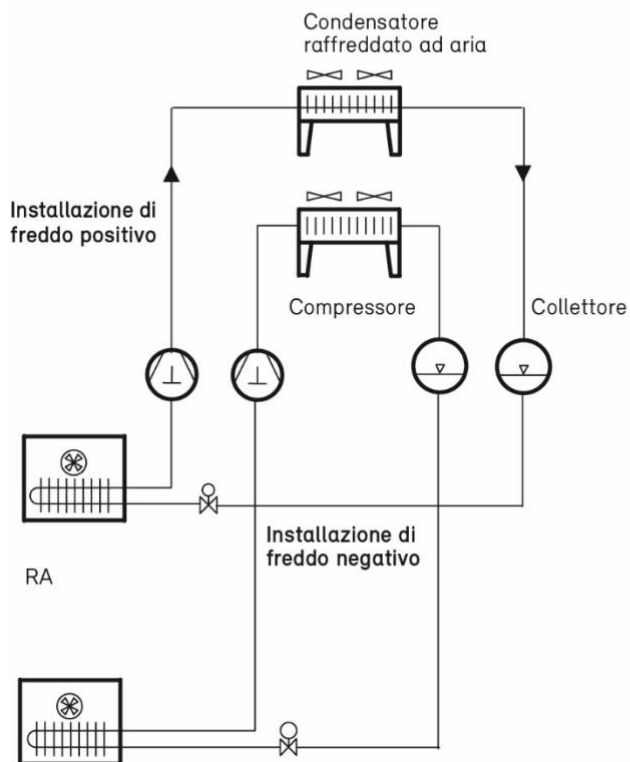 Condensatore
raffreddato ad aria
Installazione di
freddo positivo
Compressore
Collettore
Installazione di
freddo negativo
RA